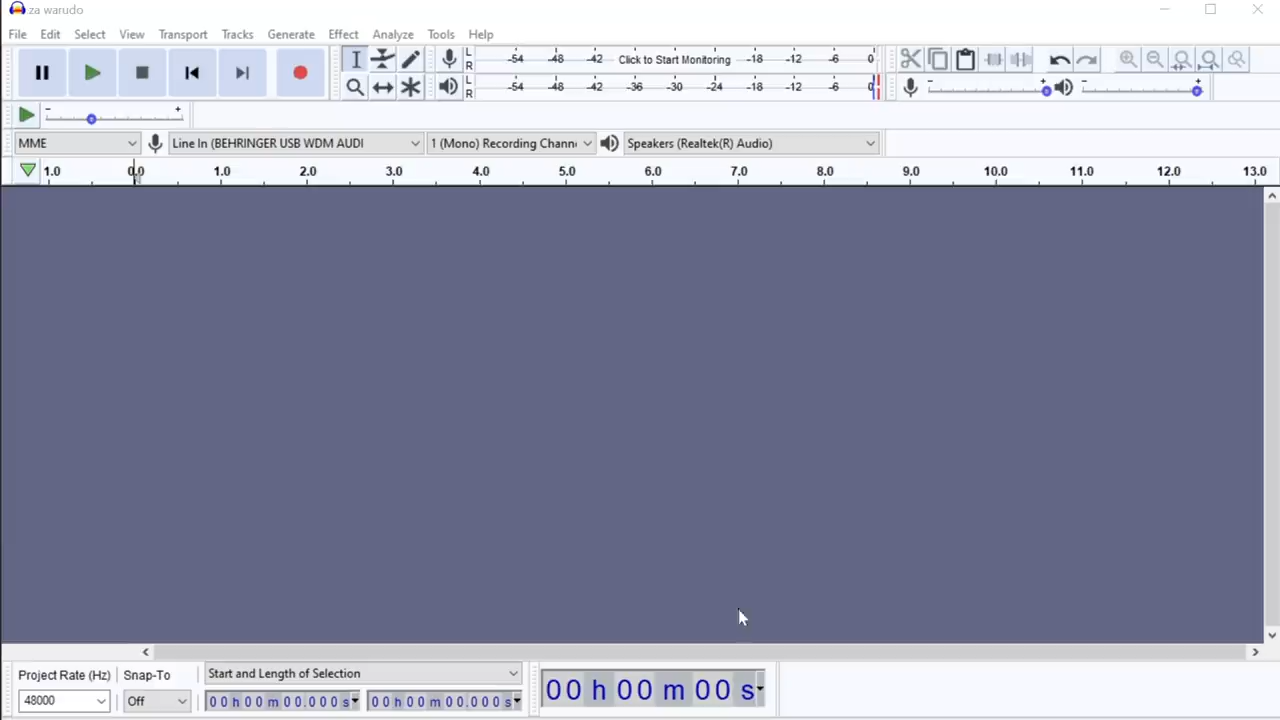 za warudo
File Edit Select View Transport Tracks Generate Effect Analyze Tools Help
L
R
-54 -48 -42 Click to Start Monitoring -18 -12 -6 0
- +
- +
L
R
-54 -48 -42 -36 -30 -24 -18 -12 -6 0
- +
MME Line In (BEHRINGER USB WDM AUDI 1 (Mono) Recording Chann Speakers (Realtek(R) Audio)
1.0 0.0 1.0 2.0 3.0 4.0 5.0 6.0 7.0 8.0 9.0 10.0 11.0 12.0 13.0
Project Rate (Hz) Snap-To Start and Length of Selection
48000 Off 00 h 00 m 00.000 s 00 h 00 m 00.000 s
00 h 00 m 00 s